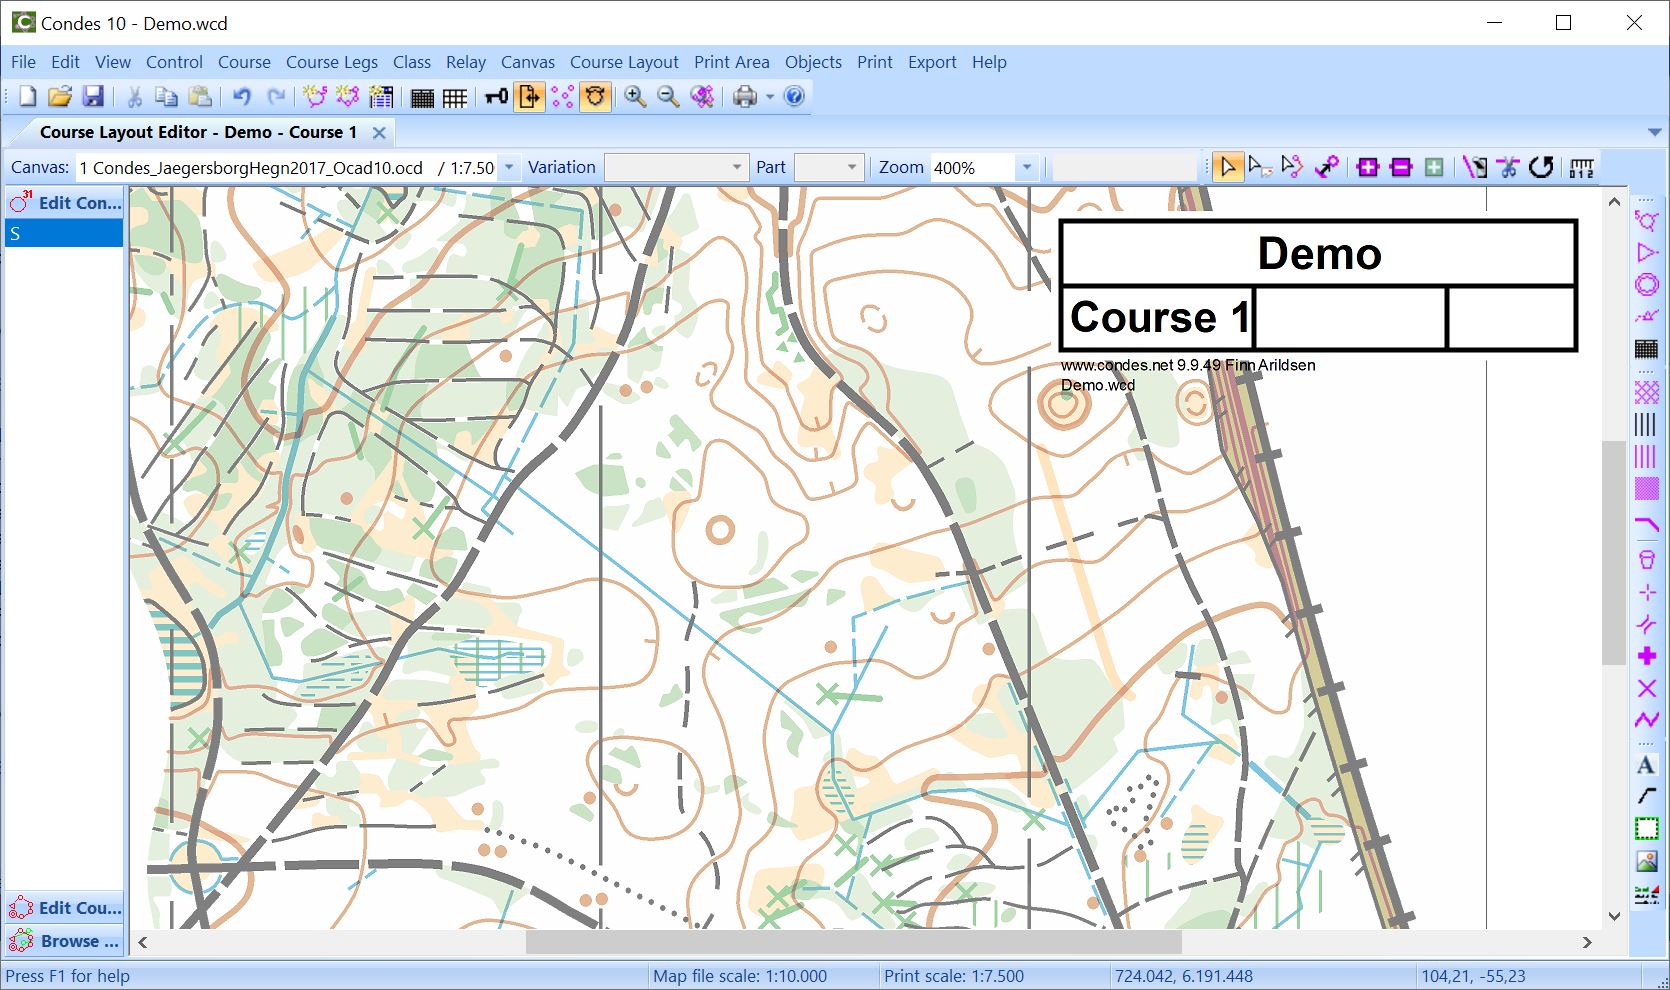 Condes 10 - Demo.wcd
File Edit View Control Course Course Legs Class Relay Canvas Course Layout Print Area Objects Print Export Help
Course Layout Editor - Demo - Course 1
Canvas: 1 Condes_JaegersborgHegn2017_Ocad10.ocd / 1:7.50 Variation Part Zoom 400%
31 Edit Con...
S
Demo
Course 1
www.condes.net 9.9.49 Finn Arildsen
Demo.wcd
Edit Cou...
Browse ...
Press F1 for help Map file scale: 1:10.000 Print scale: 1:7.500 724.042, 6.191.448 104,21, -55,23